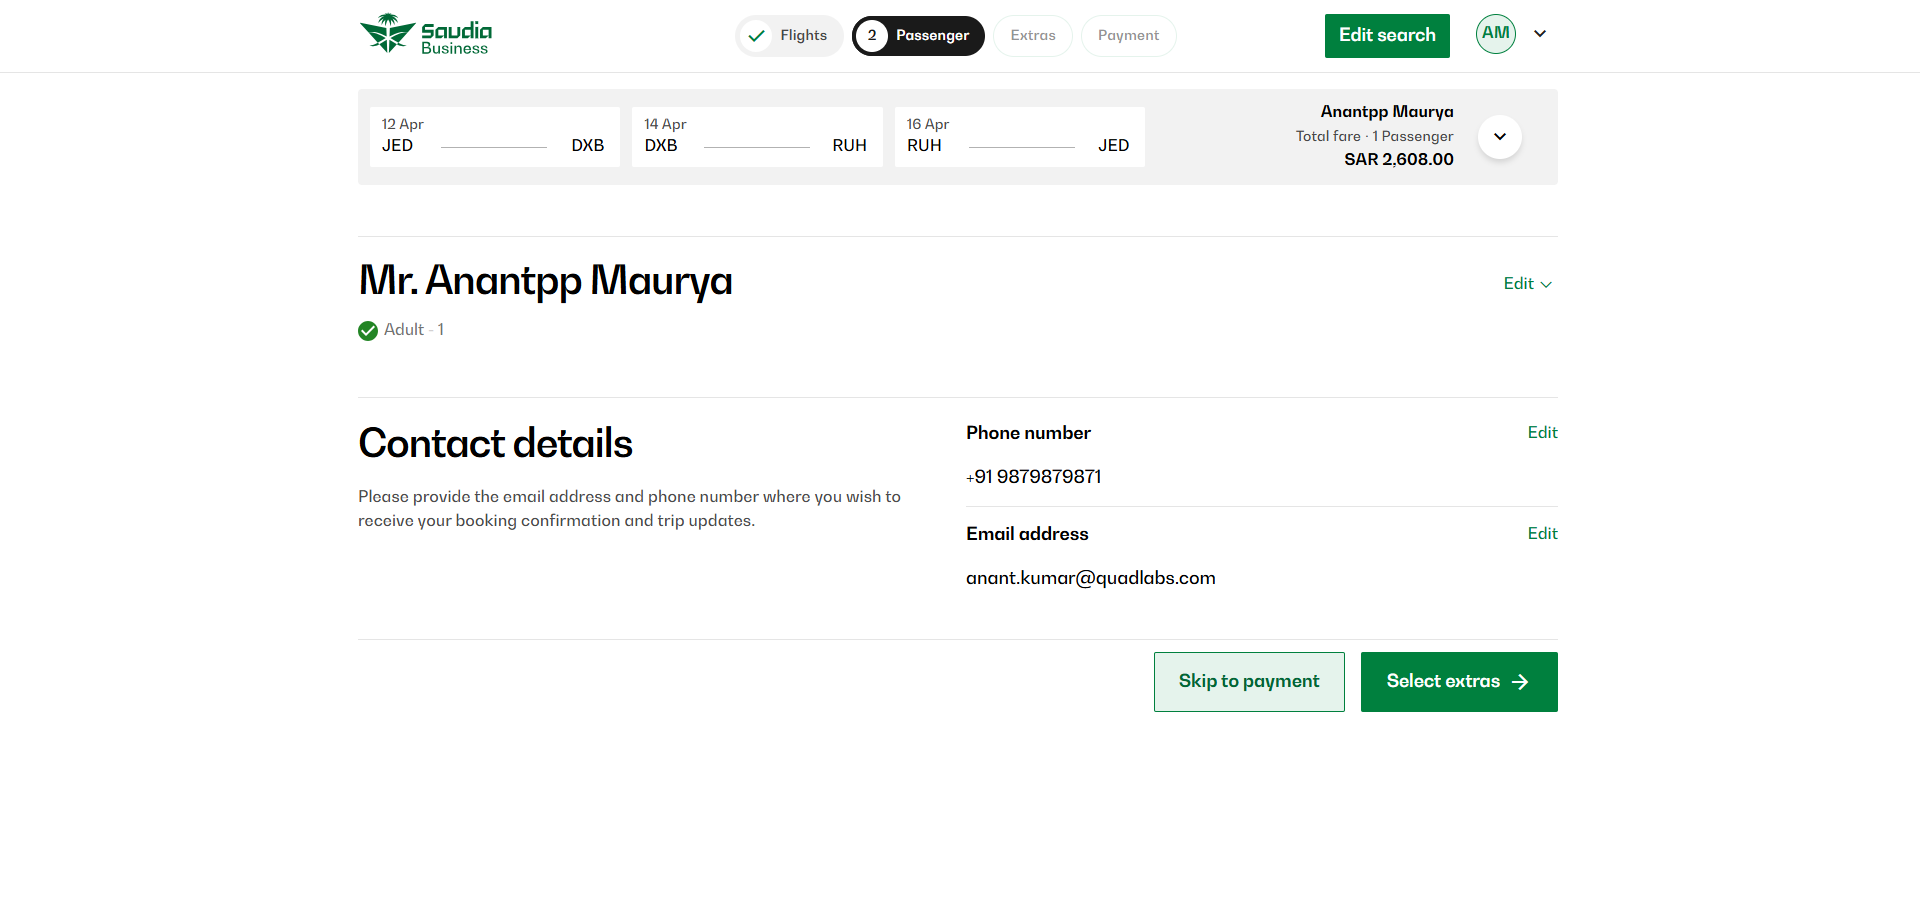 Saudia
Business
Flights
2 Passenger
Extras
Payment
Edit search
AM
12 Apr
JED DXB
14 Apr
DXB RUH
16 Apr
RUH JED
Anantpp Maurya
Total fare · 1 Passenger
SAR 2,608.00
Mr. Anantpp Maurya
Edit
Adult - 1
Contact details
Please provide the email address and phone number where you wish to
receive your booking confirmation and trip updates.
Phone number
Edit
+91 9879879871
Email address
Edit
anant.kumar@quadlabs.com
Skip to payment
Select extras